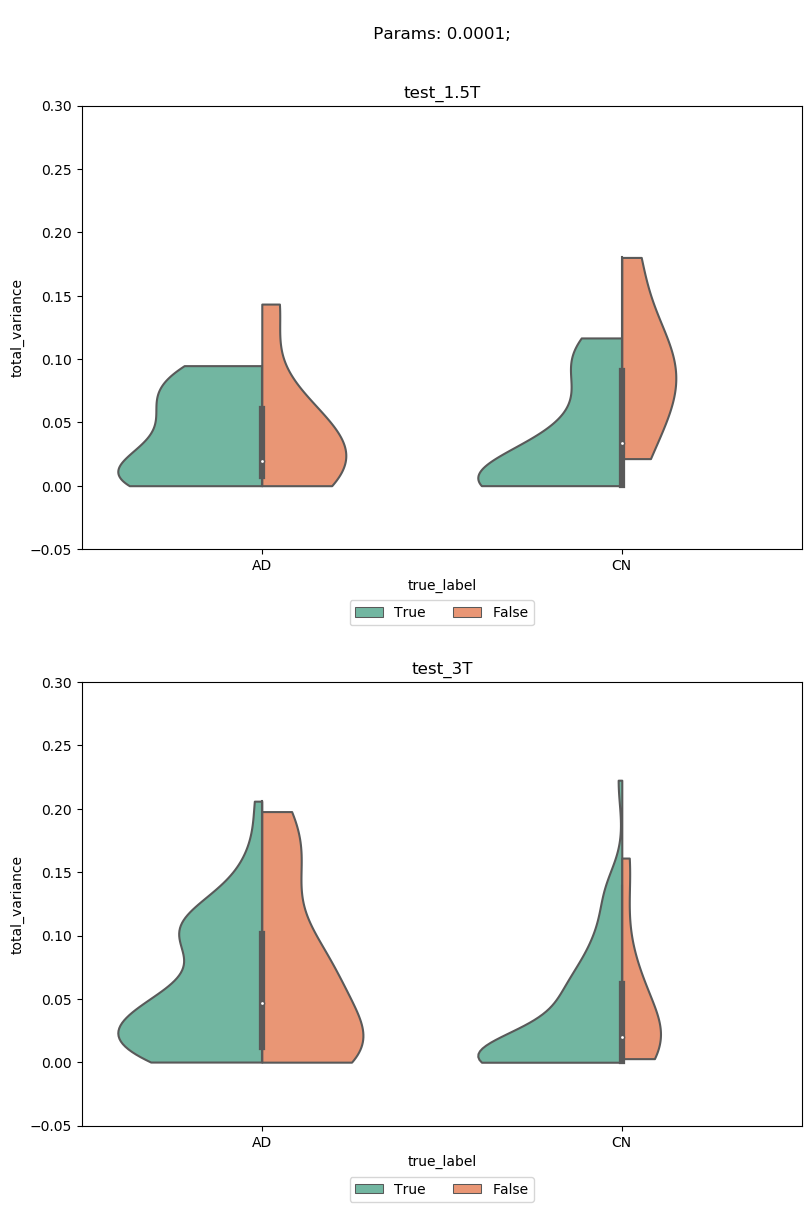 Params: 0.0001;
test_1.5T
0.30
0.25
0.20
0.15
0.10
0.05
0.00
−0.05
total_variance
AD
CN
true_label
True
False
test_3T
0.30
0.25
0.20
0.15
0.10
0.05
0.00
−0.05
total_variance
AD
CN
true_label
True
False